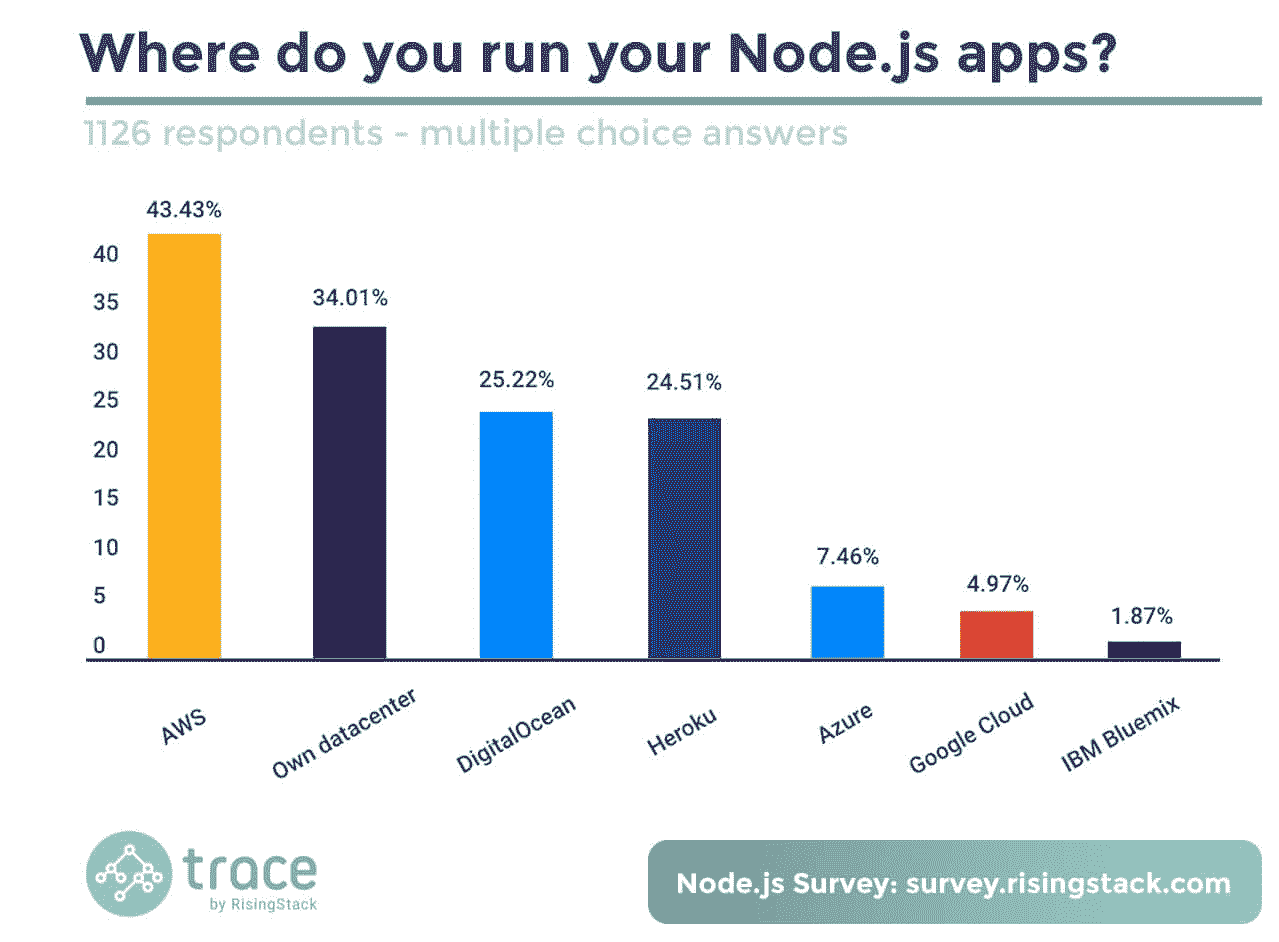 Where do you run your Node.js apps?
1126 respondents - multiple choice answers
43.43%
34.01%
25.22%
24.51%
7.46%
4.97%
1.87%
40
35
30
25
20
15
10
5
0
AWS
Own datacenter
DigitalOcean
Heroku
Azure
Google Cloud
IBM Bluemix
trace
by RisingStack
Node.js Survey: survey.risingstack.com